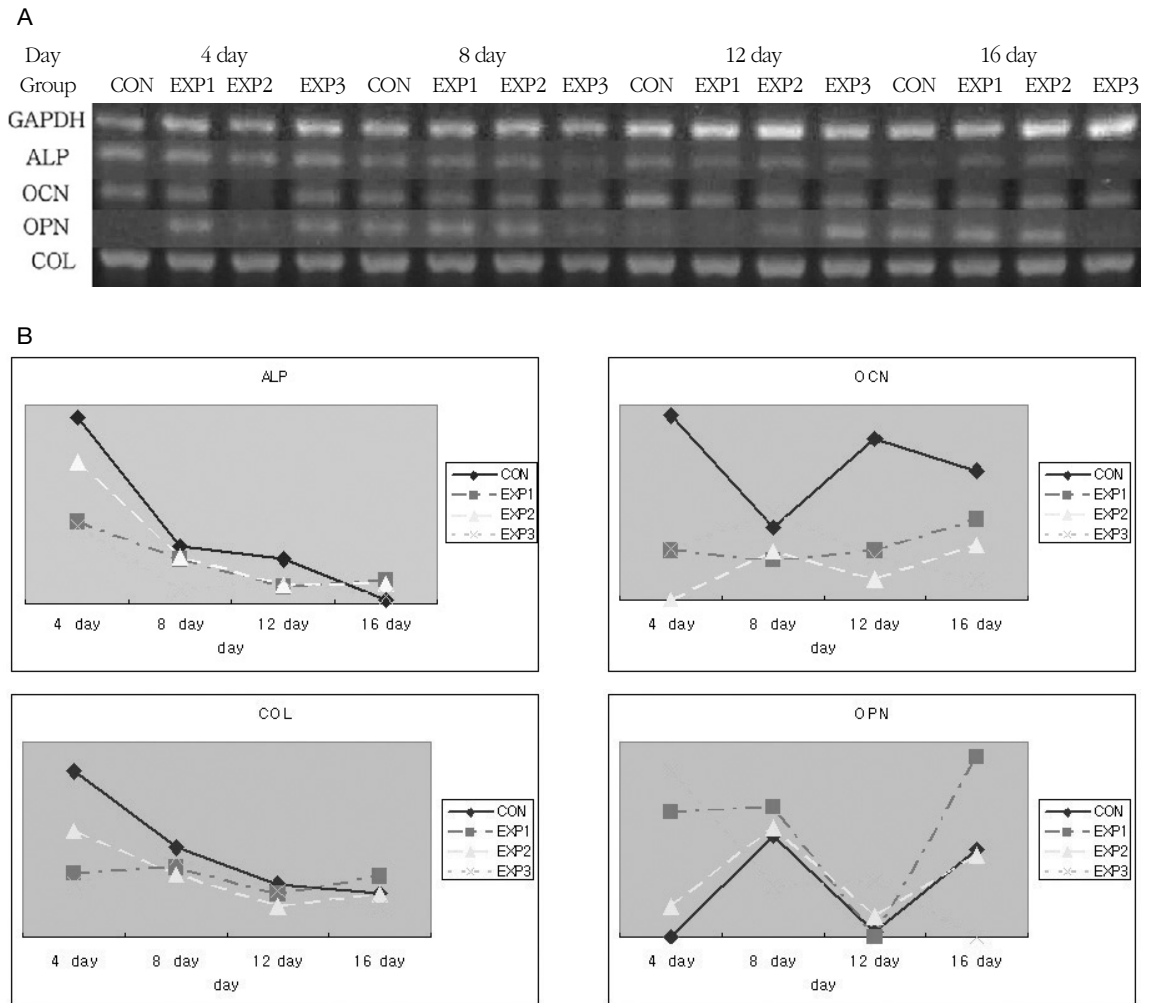 A
Day 4 day 8 day 12 day 16 day
Group CON EXP1 EXP2 EXP3 CON EXP1 EXP2 EXP3 CON EXP1 EXP2 EXP3 CON EXP1 EXP2 EXP3
GAPDH
ALP
OCN
OPN
COL
B
ALP
CON
EXP1
EXP2
EXP3
4 day 8 day 12 day 16 day
day
OCN
CON
EXP1
EXP2
EXP3
4 day 8 day 12 day 16 day
day
COL
CON
EXP1
EXP2
EXP3
4 day 8 day 12 day 16 day
day
OPN
CON
EXP1
EXP2
EXP3
4 day 8 day 12 day 16 day
day